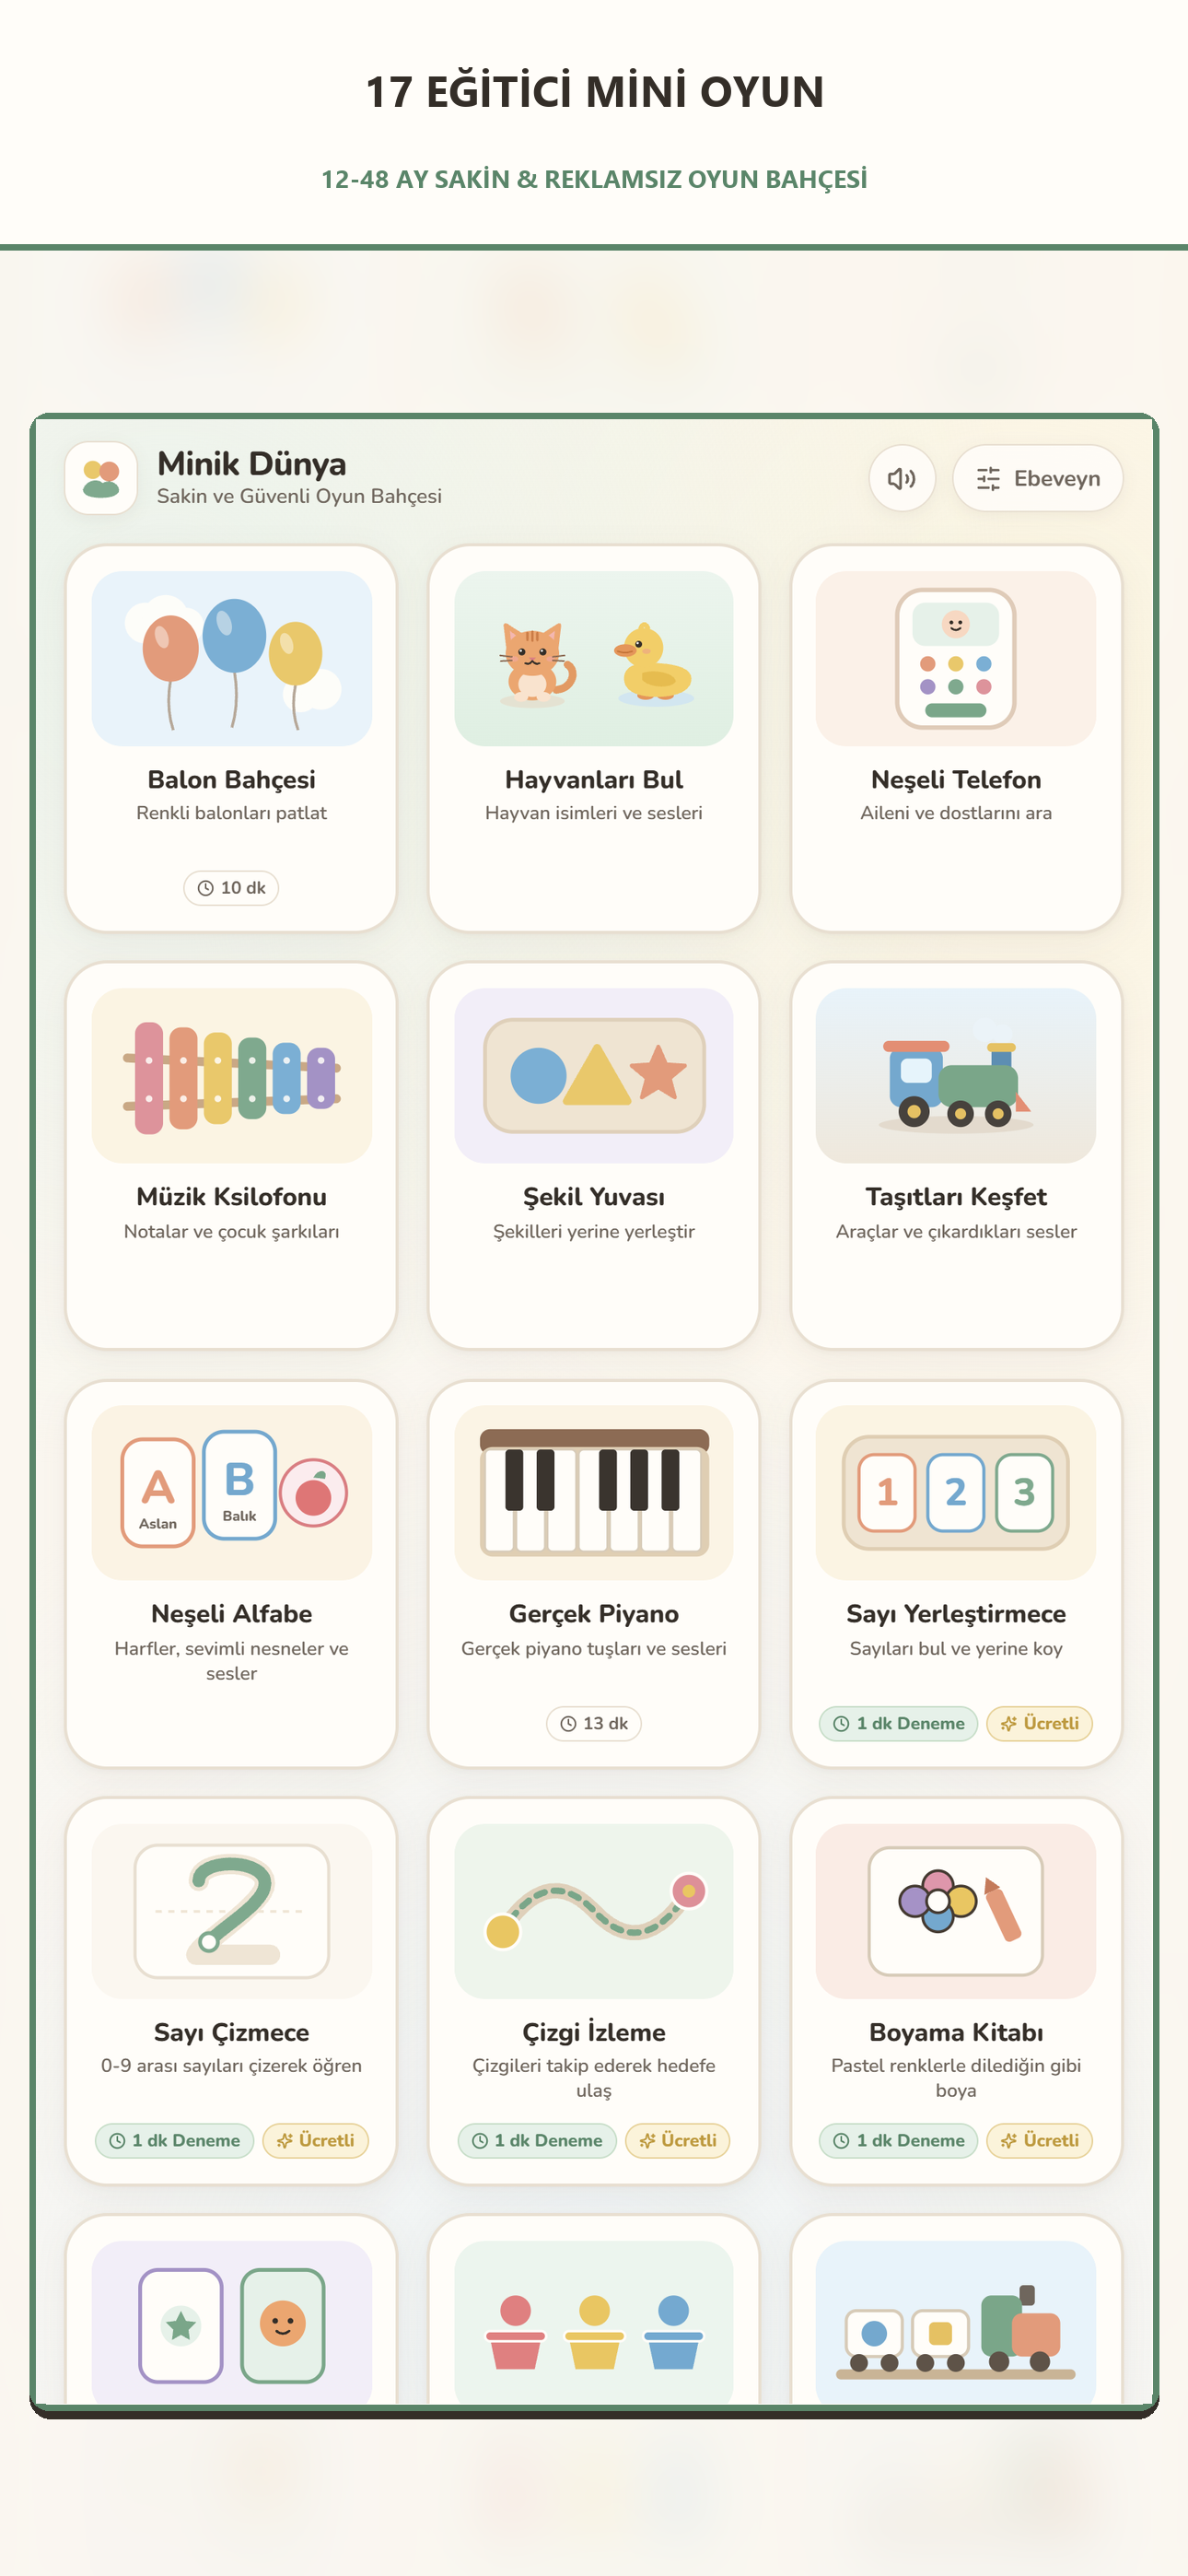 17 EĞİTİCİ MİNİ OYUN
12-48 AY SAKİN & REKLAMSIZ OYUN BAHÇESİ
Minik Dünya
Sakin ve Güvenli Oyun Bahçesi
Ebeveyn
Balon Bahçesi
Renkli balonları patlat
10 dk
Hayvanları Bul
Hayvan isimleri ve sesleri
Neşeli Telefon
Aileni ve dostlarını ara
Müzik Ksilofonu
Notalar ve çocuk şarkıları
Şekil Yuvası
Şekilleri yerine yerleştir
Taşıtları Keşfet
Araçlar ve çıkardıkları sesler
A
Aslan
B
Balık
Neşeli Alfabe
Harfler, sevimli nesneler ve
sesler
Gerçek Piyano
Gerçek piyano tuşları ve sesleri
13 dk
1 2 3
Sayı Yerleştirmece
Sayıları bul ve yerine koy
1 dk Deneme
Ücretli
2
Sayı Çizmece
0-9 arası sayıları çizerek öğren
1 dk Deneme
Ücretli
Çizgi İzleme
Çizgileri takip ederek hedefe
ulaş
1 dk Deneme
Ücretli
Boyama Kitabı
Pastel renklerle dilediğin gibi
boya
1 dk Deneme
Ücretli